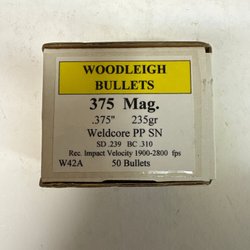 WOODLEIGH
BULLETS
375 Mag.
.375" 235gr
Weldcore PP SN
SD .239 BC .310
Rec. Impact Velocity 1900-2800 fps
W42A 50 Bullets